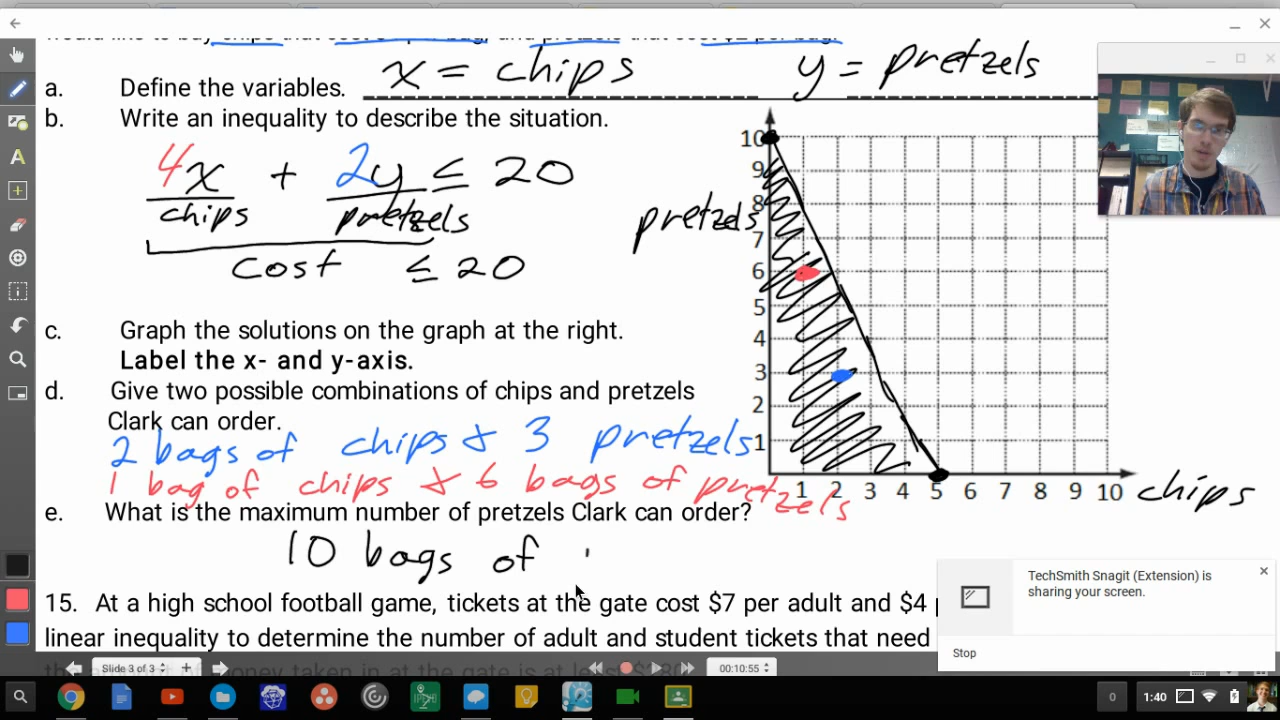 a. Define the variables. x = chips y = pretzels
b. Write an inequality to describe the situation.
4x + 2y ≤ 20
chips pretzels
cost ≤ 20
c. Graph the solutions on the graph at the right.
Label the x- and y-axis.
d. Give two possible combinations of chips and pretzels
Clark can order.
2 bags of chips & 3 pretzels
1 bag of chips & 6 bags of pretzels
e. What is the maximum number of pretzels Clark can order?
10 bags of
15. At a high school football game, tickets at the gate cost $7 per adult and $4
linear inequality to determine the number of adult and student tickets that need
pretzels
10
9
8
7
6
5
4
3
2
1
1 2 3 4 5 6 7 8 9 10 chips
TechSmith Snagit (Extension) is
sharing your screen.
Stop
Slide 3 of 3
00:10:55
0 1:40